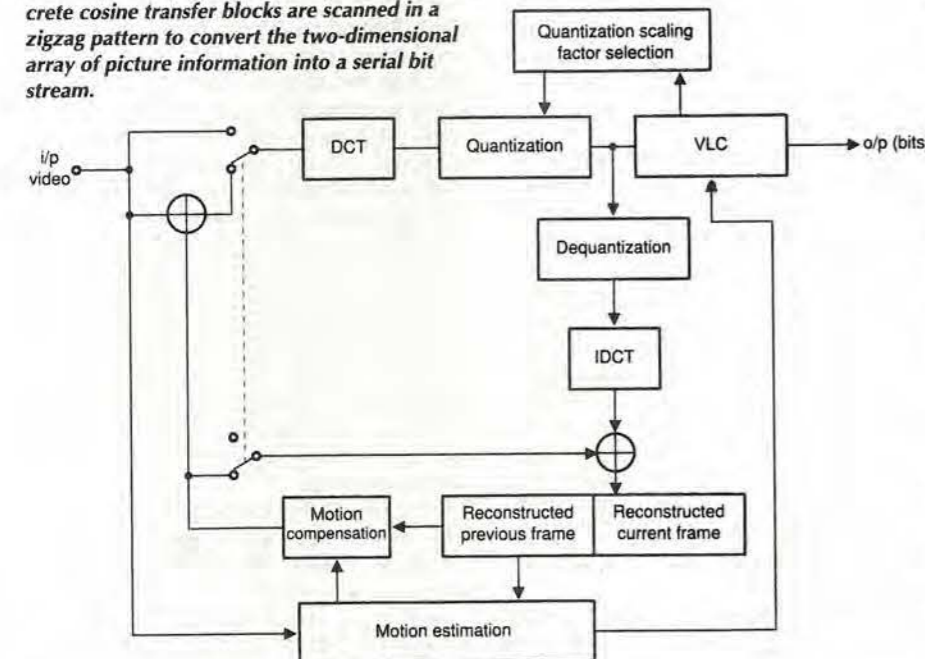 crete cosine transfer blocks are scanned in a
zigzag pattern to convert the two-dimensional
array of picture information into a serial bit
stream.
Quantization scaling
factor selection
i/p
video
DCT
Quantization
VLC
o/p (bits
Dequantization
IDCT
Motion
compensation
Reconstructed
previous frame
Reconstructed
current frame
Motion estimation